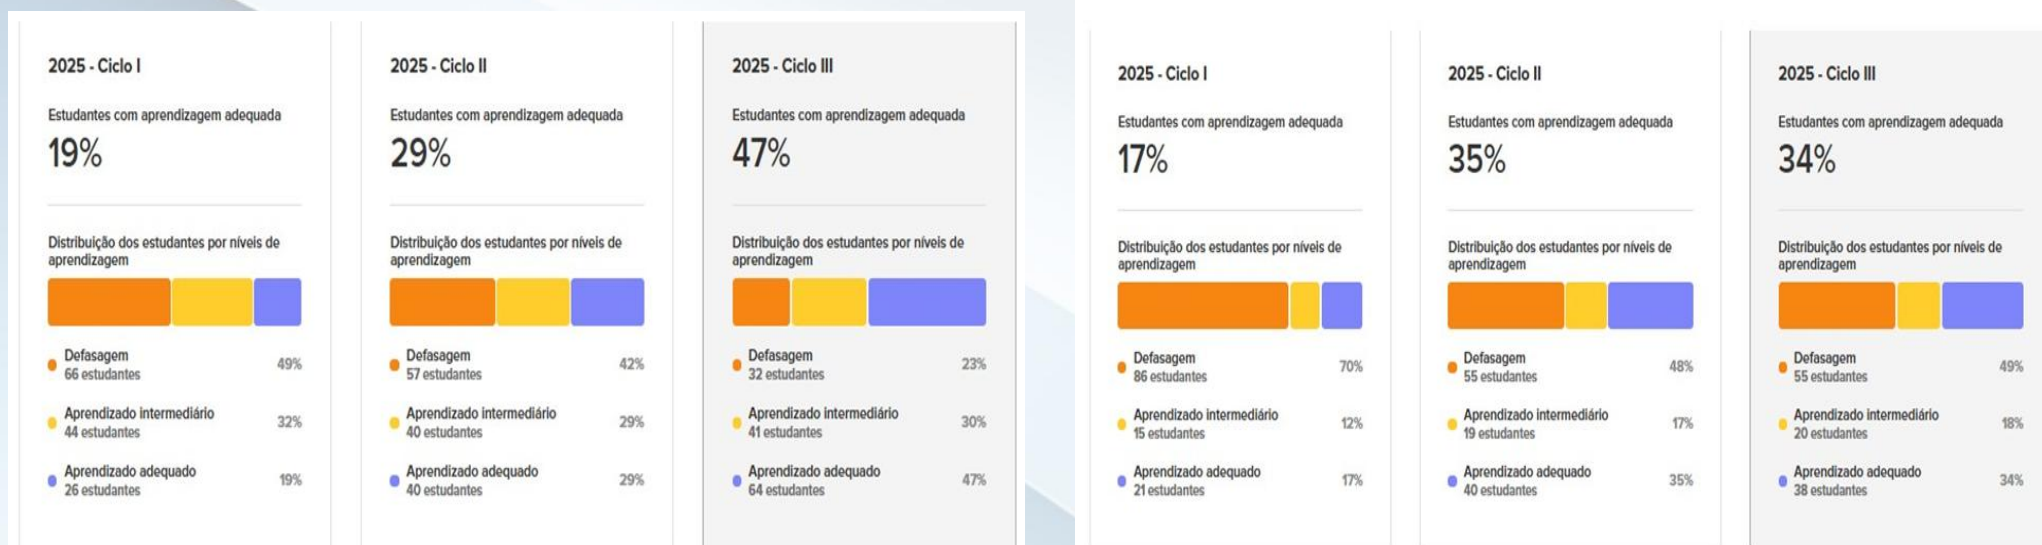 2025 - Ciclo I
Estudantes com aprendizagem adequada
19%
Distribuição dos estudantes por níveis de
aprendizagem
Defasagem
66 estudantes
49%
Aprendizado intermediário
44 estudantes
32%
Aprendizado adequado
26 estudantes
19%
2025 - Ciclo II
Estudantes com aprendizagem adequada
29%
Distribuição dos estudantes por níveis de
aprendizagem
Defasagem
57 estudantes
42%
Aprendizado intermediário
40 estudantes
29%
Aprendizado adequado
40 estudantes
29%
2025 - Ciclo III
Estudantes com aprendizagem adequada
47%
Distribuição dos estudantes por níveis de
aprendizagem
Defasagem
32 estudantes
23%
Aprendizado intermediário
41 estudantes
30%
Aprendizado adequado
64 estudantes
47%
2025 - Ciclo I
Estudantes com aprendizagem adequada
17%
Distribuição dos estudantes por níveis de
aprendizagem
Defasagem
86 estudantes
70%
Aprendizado intermediário
15 estudantes
12%
Aprendizado adequado
21 estudantes
17%
2025 - Ciclo II
Estudantes com aprendizagem adequada
35%
Distribuição dos estudantes por níveis de
aprendizagem
Defasagem
55 estudantes
48%
Aprendizado intermediário
19 estudantes
17%
Aprendizado adequado
40 estudantes
35%
2025 - Ciclo III
Estudantes com aprendizagem adequada
34%
Distribuição dos estudantes por níveis de
aprendizagem
Defasagem
55 estudantes
49%
Aprendizado intermediário
20 estudantes
18%
Aprendizado adequado
38 estudantes
34%